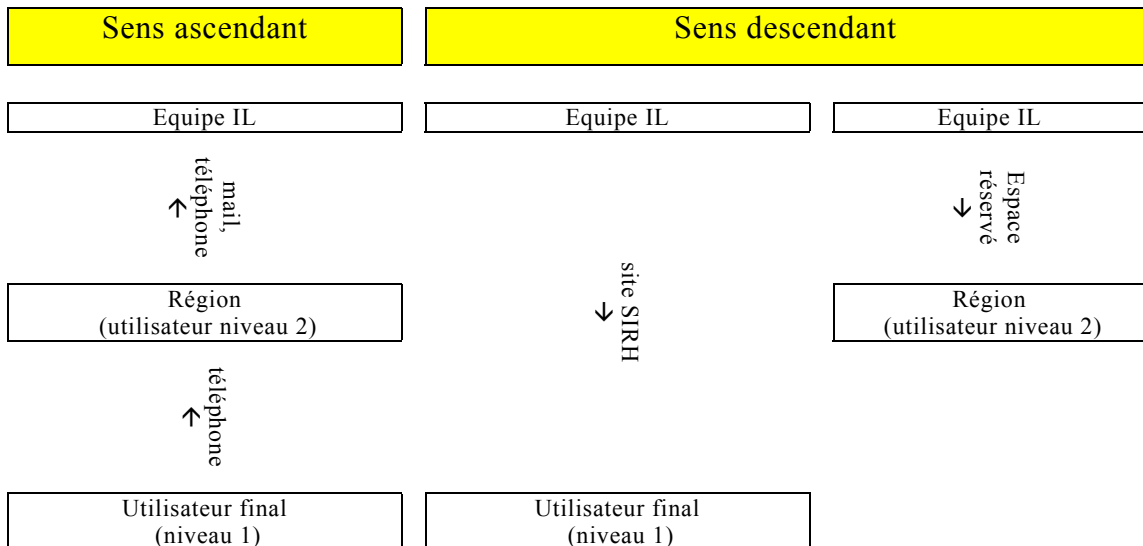 Sens ascendant
Sens descendant
Equipe IL
Equipe IL
Equipe IL
mail,
téléphone
→
Espace
réservé
→
Région
(utilisateur niveau 2)
site SIRH
→
Région
(utilisateur niveau 2)
téléphone
→
Utilisateur final
(niveau 1)
Utilisateur final
(niveau 1)